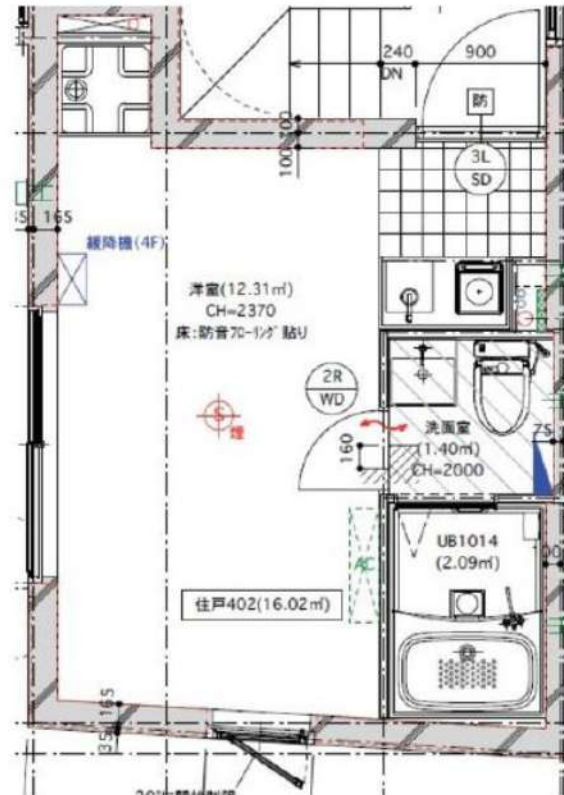 240
900
DN
防
100
100
3L
SD
165
緩降機(4F)
洋室(12.31㎡)
CH=2370
床:防音フローリング貼り
2R
WD
S
煙
洗面室
(1.40㎡)
CH=2000
75
160
AC
UB1014
(2.09㎡)
100
住戸402(16.02㎡)
165
35